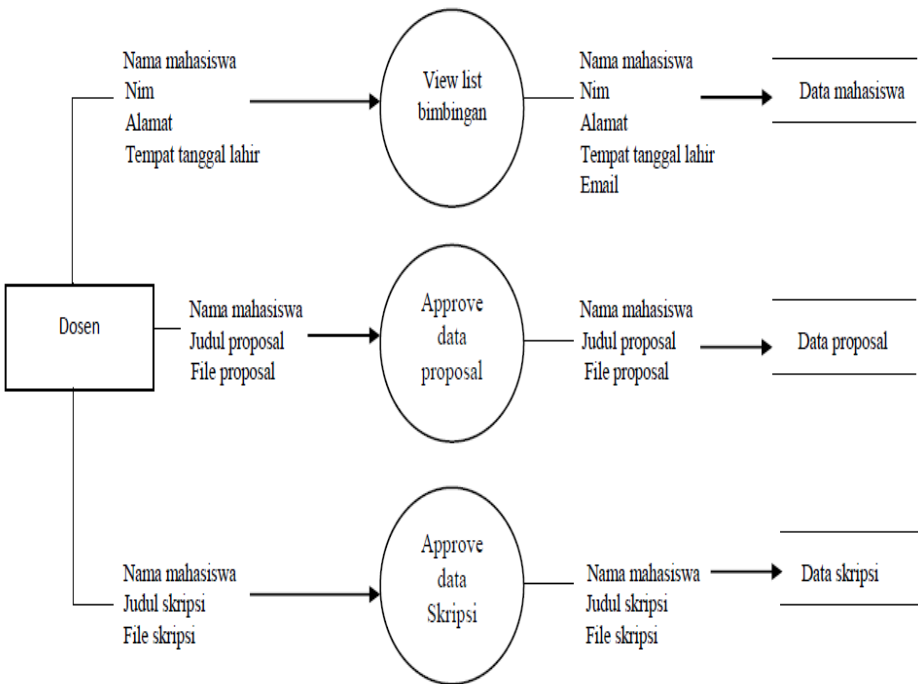 Nama mahasiswa
Nim
Alamat
Tempat tanggal lahir
View list
bimbingan
Nama mahasiswa
Nim
Alamat
Tempat tanggal lahir
Email
Data mahasiswa
Dosen
Nama mahasiswa
Judul proposal
File proposal
Approve
data
proposal
Nama mahasiswa
Judul proposal
File proposal
Data proposal
Nama mahasiswa
Judul skripsi
File skripsi
Approve
data
Skripsi
Nama mahasiswa
Judul skripsi
File skripsi
Data skripsi